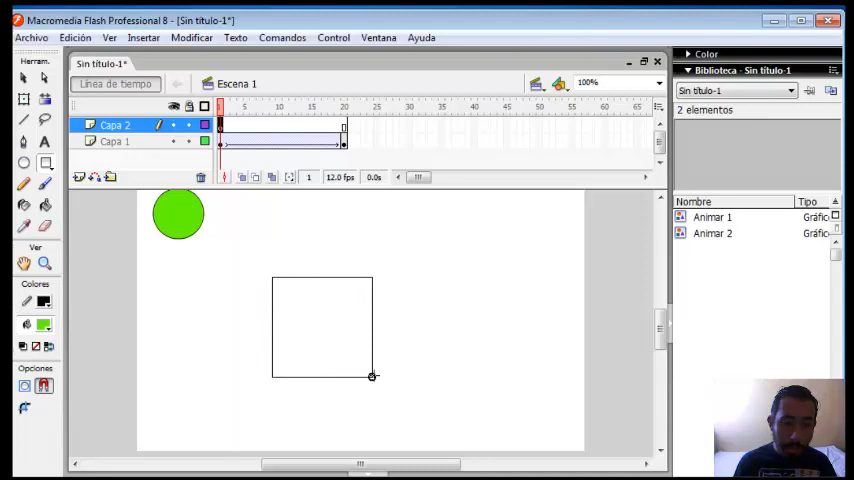 Macromedia Flash Professional 8 - [Sin título-1*]
Archivo Edición Ver Insertar Modificar Texto Comandos Control Ventana Ayuda
Herram.
Sin título-1*
Línea de tiempo
Escena 1
100%
1 5 10 15 20 25 30 35 40 45 50 55 60 65
Capa 2
Capa 1
1 12.0 fps 0.0s
Ver
Colores
Opciones
Color
Biblioteca - Sin título-1
Sin título-1
2 elementos
Nombre Tipo
Animar 1 Gráfic
Animar 2 Gráfic